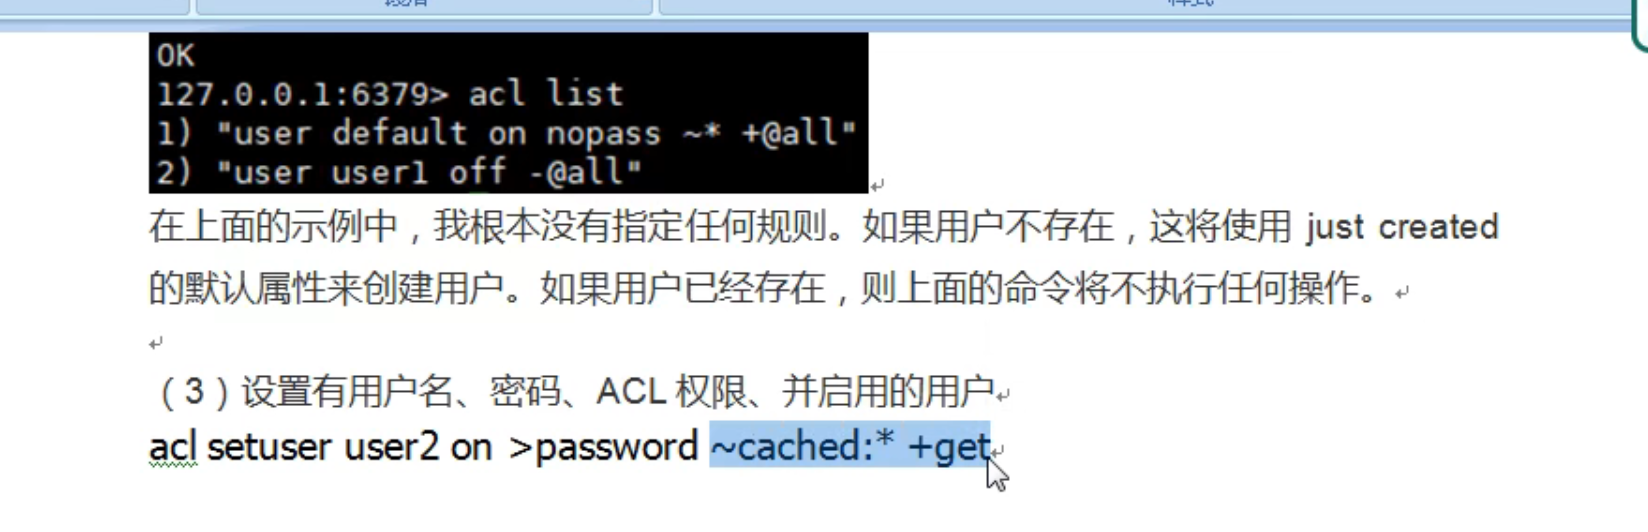 OK
127.0.0.1:6379> acl list
1) "user default on nopass ~* +@all"
2) "user user1 off -@all"
在上面的示例中，我根本没有指定任何规则。如果用户不存在，这将使用 just created
的默认属性来创建用户。如果用户已经存在，则上面的命令将不执行任何操作。
（3）设置有用户名、密码、ACL 权限、并启用的用户
acl setuser user2 on >password ~cached:* +get